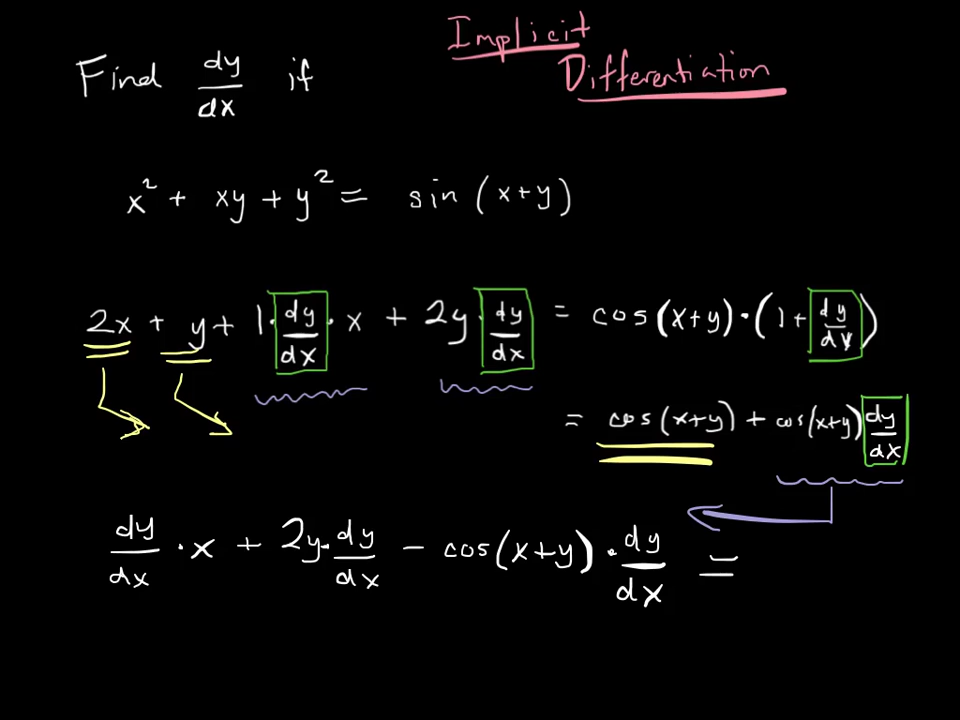 Implicit
Differentiation
Find dy/dx if
x² + xy + y² = sin (x+y)
2x + y + 1·dy/dx·x + 2y·dy/dx = cos(x+y)·(1+dy/dx)
= cos(x+y) + cos(x+y)dy/dx
dy/dx·x + 2y·dy/dx − cos(x+y)·dy/dx =